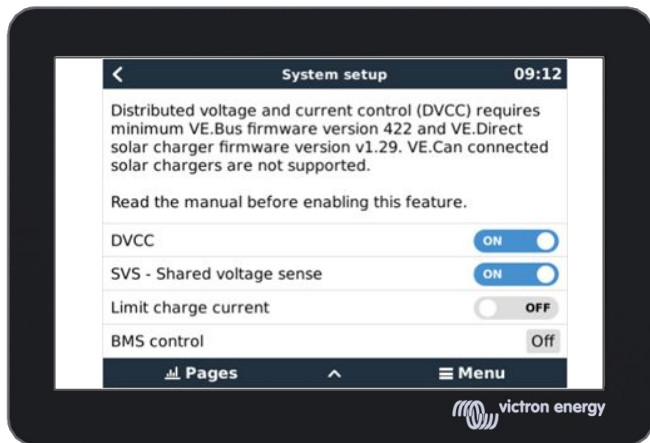 System setup 09:12
Distributed voltage and current control (DVCC) requires
minimum VE.Bus firmware version 422 and VE.Direct
solar charger firmware version v1.29. VE.Can connected
solar chargers are not supported.
Read the manual before enabling this feature.
DVCC ON
SVS - Shared voltage sense ON
Limit charge current OFF
BMS control Off
Pages Menu
victron energy